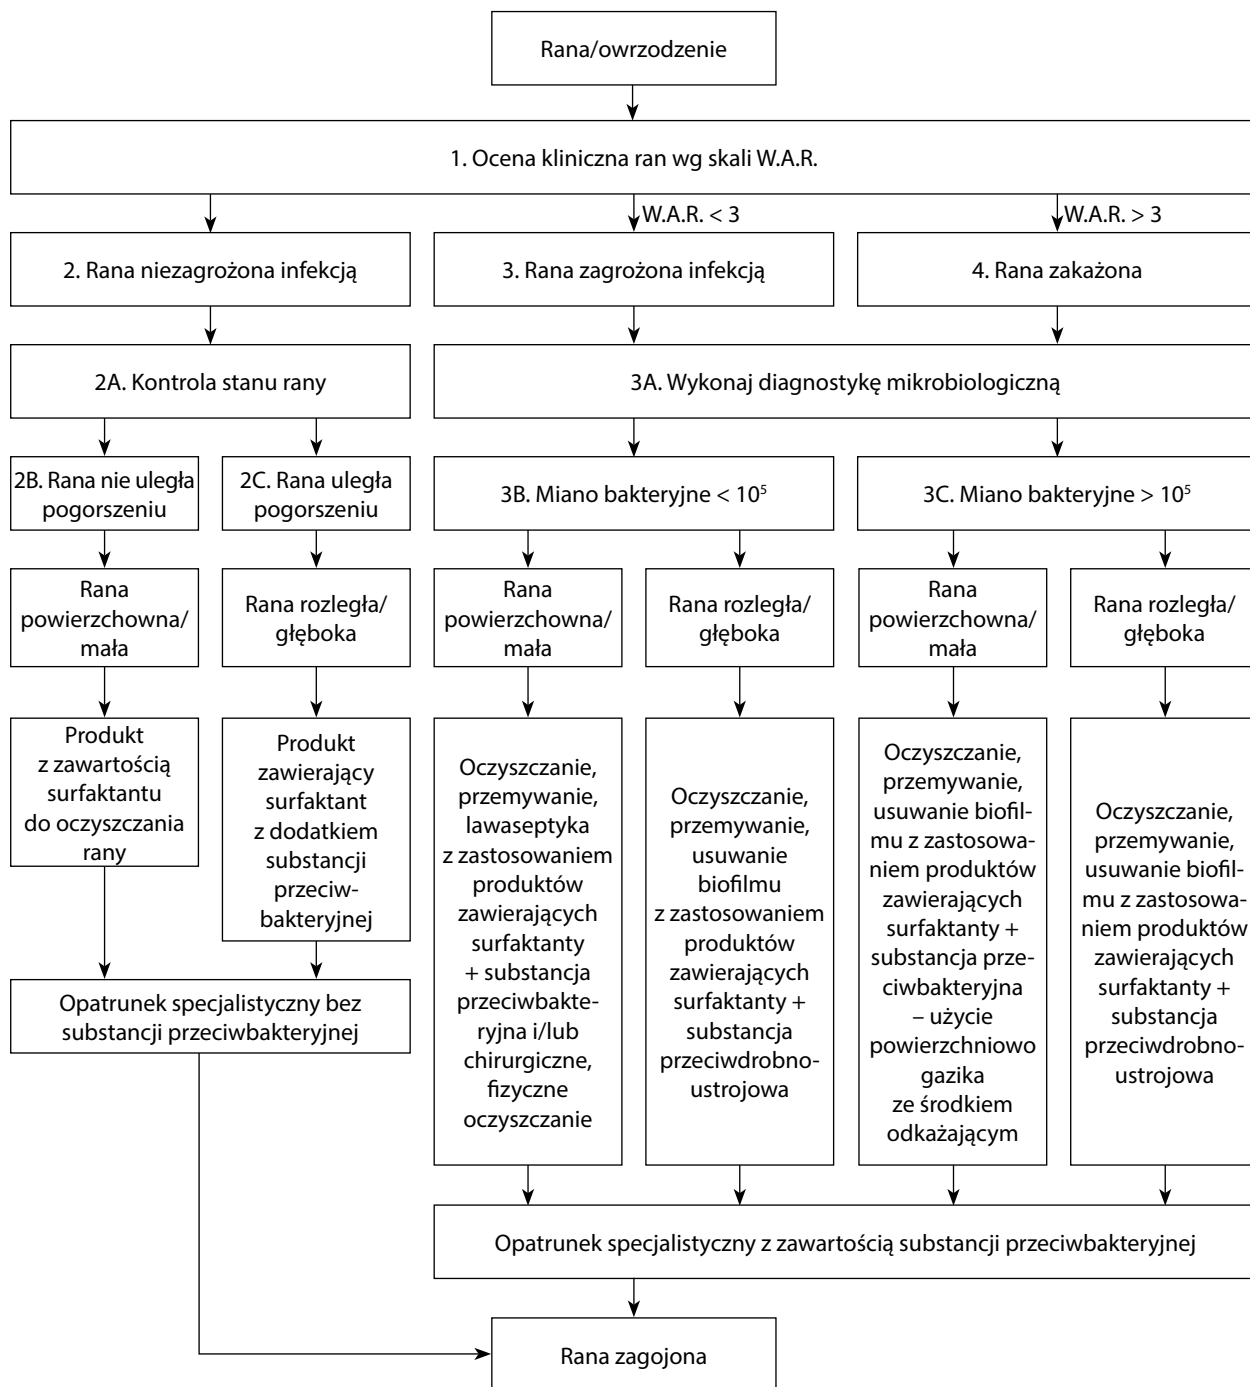 Rana/owrzodzenie
1. Ocena kliniczna ran wg skali W.A.R.
W.A.R. < 3
W.A.R. > 3
2. Rana niezagrożona infekcją
3. Rana zagrożona infekcją
4. Rana zakażona
2A. Kontrola stanu rany
3A. Wykonaj diagnostykę mikrobiologiczną
2B. Rana nie uległa
pogorszeniu
2C. Rana uległa
pogorszeniu
3B. Miano bakteryjne < 10⁵
3C. Miano bakteryjne > 10⁵
Rana
powierzchowna/
mała
Rana rozległa/
głęboka
Rana
powierzchowna/
mała
Rana rozległa/
głęboka
Rana
powierzchowna/
mała
Rana rozległa/
głęboka
Produkt
z zawartością
surfaktantu
do oczyszczania
rany
Produkt
zawierający
surfaktant
z dodatkiem
substancji
przeciw-
bakteryjnej
Oczyszczanie,
przemywanie,
lawaseptyka
z zastosowaniem
produktów
zawierających
surfaktanty
+ substancja
przeciwbakte-
ryjna i/lub
chirurgiczne,
fizyczne
oczyszczanie
Oczyszczanie,
przemywanie,
usuwanie
biofilmu
z zastosowaniem
produktów
zawierających
surfaktanty +
substancja
przeciwdrobno-
ustrojowa
Oczyszczanie,
przemywanie,
usuwanie biofil-
mu z zastosowa-
niem produktów
zawierających
surfaktanty +
substancja prze-
ciwbakteryjna
– użycie
powierzchniowo
gazika
ze środkiem
odkażającym
Oczyszczanie,
przemywanie,
usuwanie biofil-
mu z zastosowa-
niem produktów
zawierających
surfaktanty +
substancja
przeciwdrobno-
ustrojowa
Opatrunek specjalistyczny bez
substancji przeciwbakteryjnej
Opatrunek specjalistyczny z zawartością substancji przeciwbakteryjnej
Rana zagojona